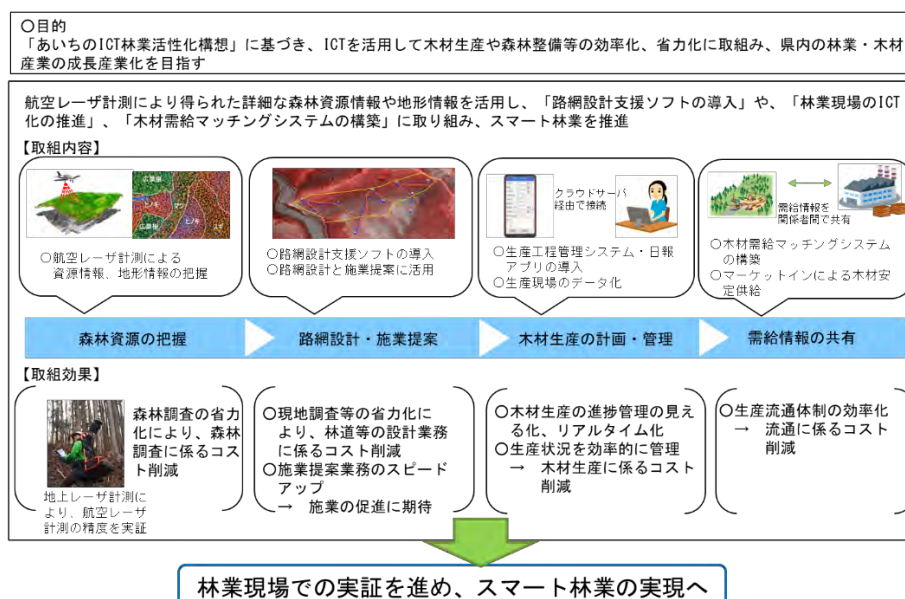 ○目的
「あいちのICT林業活性化構想」に基づき、ICTを活用して木材生産や森林整備等の効率化、省力化に取組み、県内の林業・木材
産業の成長産業化を目指す
航空レーザ計測により得られた詳細な森林資源情報や地形情報を活用し、「路網設計支援ソフトの導入」や、「林業現場のICT
化の推進」、「木材需給マッチングシステムの構築」に取り組み、スマート林業を推進
【取組内容】
広葉樹
ヒノキ
マツ
ヒノキ
広葉樹
スギ
○航空レーザ計測による
資源情報、地形情報の把握
○路網設計支援ソフトの導入
○路網設計と施業提案に活用
クラウドサーバ
経由で接続
○生産工程管理システム・日報
アプリの導入
○生産現場のデータ化
需給情報を
関係者間で共有
○木材需給マッチングシステム
の構築
○マーケットインによる木材安
定供給
森林資源の把握
路網設計・施業提案
木材生産の計画・管理
需給情報の共有
【取組効果】
森林調査の省力
化により、森林
調査に係るコス
ト削減
地上レーザ計測に
より、航空レーザ
計測の精度を実証
○現地調査等の省力化に
より、林道等の設計業務
に係るコスト削減
○施業提案業務のスピード
アップ
→ 施業の促進に期待
○木材生産の進捗管理の見え
る化、リアルタイム化
○生産状況を効率的に管理
→ 木材生産に係るコスト
削減
○生産流通体制の効率化
→ 流通に係るコスト
削減
林業現場での実証を進め、スマート林業の実現へ